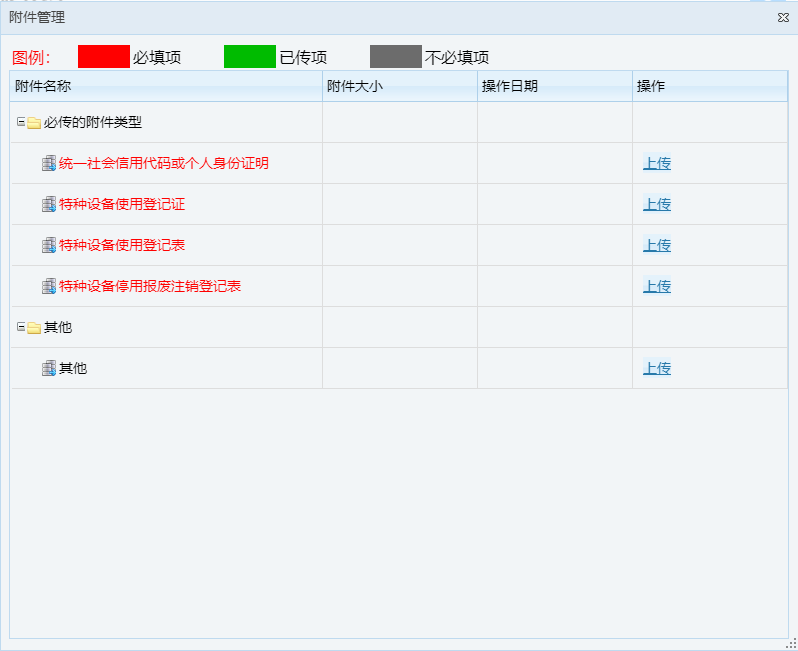 附件管理
图例: 必填项 已传项 不必填项
附件名称 附件大小 操作日期 操作
必传的附件类型
统一社会信用代码或个人身份证明 上传
特种设备使用登记证 上传
特种设备使用登记表 上传
特种设备停用报废注销登记表 上传
其他
其他 上传